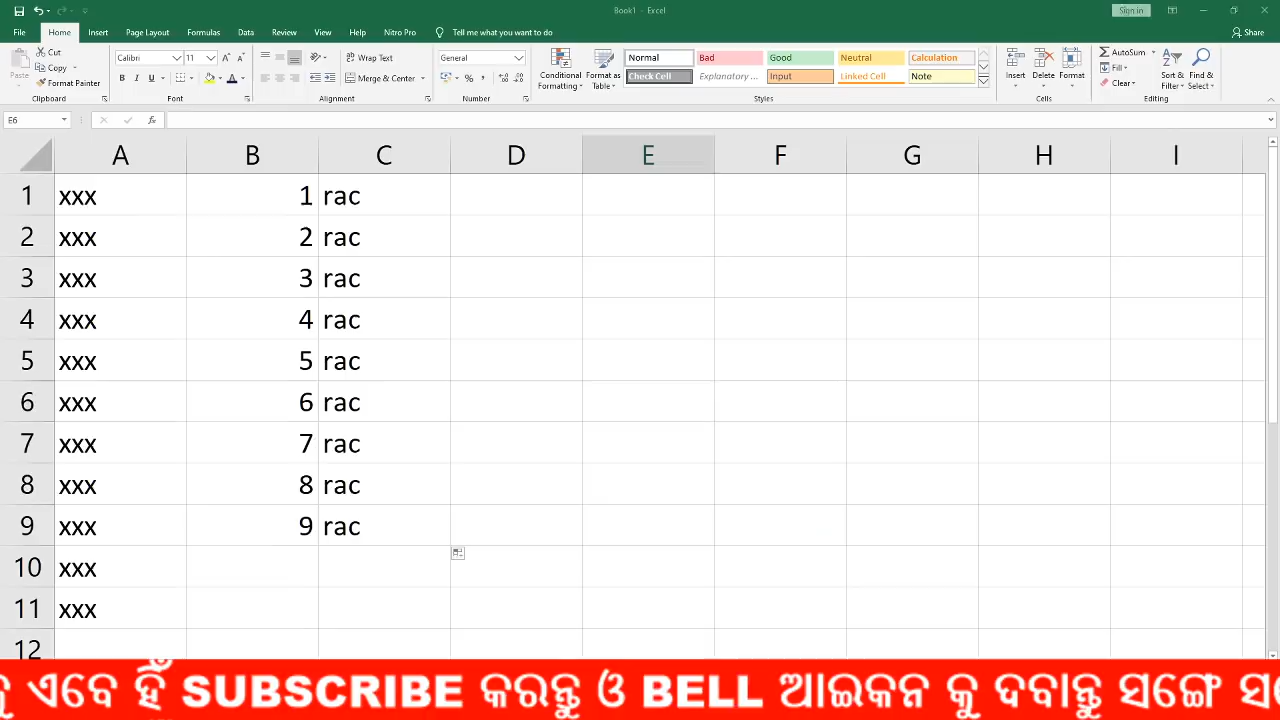 Book1 - Excel
Sign in
File Home Insert Page Layout Formulas Data Review View Help Nitro Pro Tell me what you want to do Share
Paste Cut Copy Format Painter Clipboard
Calibri 11 A A B I U A Font
ab Wrap Text Merge & Center Alignment
General % , Number
Conditional Formatting Format as Table
Normal Bad Good Neutral Calculation
Check Cell Explanatory ... Input Linked Cell Note
Styles
Insert Delete Format Cells
AutoSum Fill Clear Sort & Filter Find & Select Editing
E6 fx
A B C D E F G H I
1 xxx 1 rac
2 xxx 2 rac
3 xxx 3 rac
4 xxx 4 rac
5 xxx 5 rac
6 xxx 6 rac
7 xxx 7 rac
8 xxx 8 rac
9 xxx 9 rac
10 xxx
11 xxx
12
ଏବେ ହିଁ SUBSCRIBE କରନ୍ତୁ ଓ BELL ଆଇକନ କୁ ଦବାନ୍ତୁ ସଙ୍ଗେ